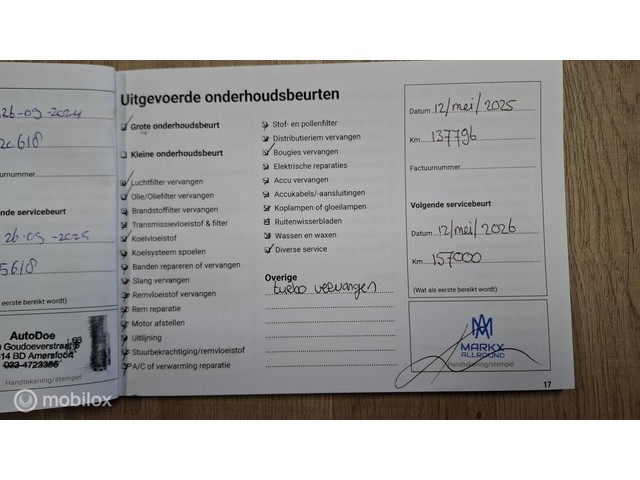 26-09-2024
20618
tuurnummer
nde servicebeurt
26-09-2025
5618
eerste bereikt wordt)
AutoDoe
Goudoeverstraat
14 BD Amersfoort
033-4723386
Handtekening/stempel
Uitgevoerde onderhoudsbeurten
Grote onderhoudsbeurt
Kleine onderhoudsbeurt
Luchtfilter vervangen
Olie/Oliefilter vervangen
Brandstoffilter vervangen
Transmissievloeistof & filter
Koelvloeistof
Koelsysteem spoelen
Banden repareren of vervangen
Slang vervangen
Remvloeistof vervangen
Rem reparatie
Motor afstellen
Uitlijning
Stuurbekrachtiging/remvloeistof
A/C of verwarming reparatie
Stof- en pollenfilter
Distributieriem vervangen
Bougies vervangen
Elektrische reparaties
Accu vervangen
Accukabels/-aansluitingen
Koplampen of gloeilampen
Ruitenwisserbladen
Wassen en waxen
Diverse service
Overige
turbo vervangen
Datum 12/mei/2025
Km 137796
Factuurnummer
Volgende servicebeurt
Datum 12/mei/2026
Km 157000
(Wat als eerste bereikt wordt)
MARKX
ALLROUND
Handtekening/stempel
17
mobilox